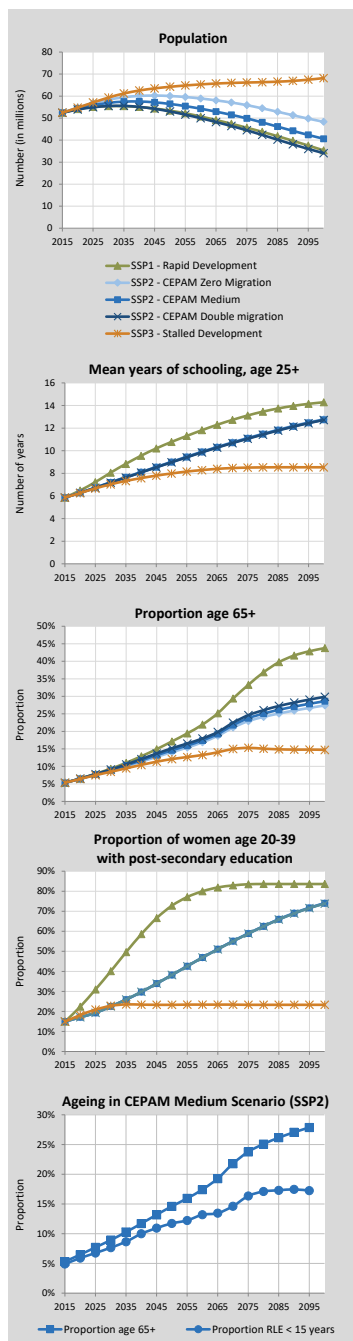 Population
80
70
60
50
40
30
20
10
0
Number (in millions)
2015 2025 2035 2045 2055 2065 2075 2085 2095
SSP1 - Rapid Development
SSP2 - CEPAM Zero Migration
SSP2 - CEPAM Medium
SSP2 - CEPAM Double migration
SSP3 - Stalled Development
Mean years of schooling, age 25+
16
14
12
10
8
6
4
2
0
Number of years
2015 2025 2035 2045 2055 2065 2075 2085 2095
Proportion age 65+
50%
45%
40%
35%
30%
25%
20%
15%
10%
5%
0%
Proportion
2015 2025 2035 2045 2055 2065 2075 2085 2095
Proportion of women age 20-39
with post-secondary education
90%
80%
70%
60%
50%
40%
30%
20%
10%
0%
Proportion
2015 2025 2035 2045 2055 2065 2075 2085 2095
Ageing in CEPAM Medium Scenario (SSP2)
30%
25%
20%
15%
10%
5%
0%
Proportion
2015 2025 2035 2045 2055 2065 2075 2085 2095
Proportion age 65+ Proportion RLE < 15 years